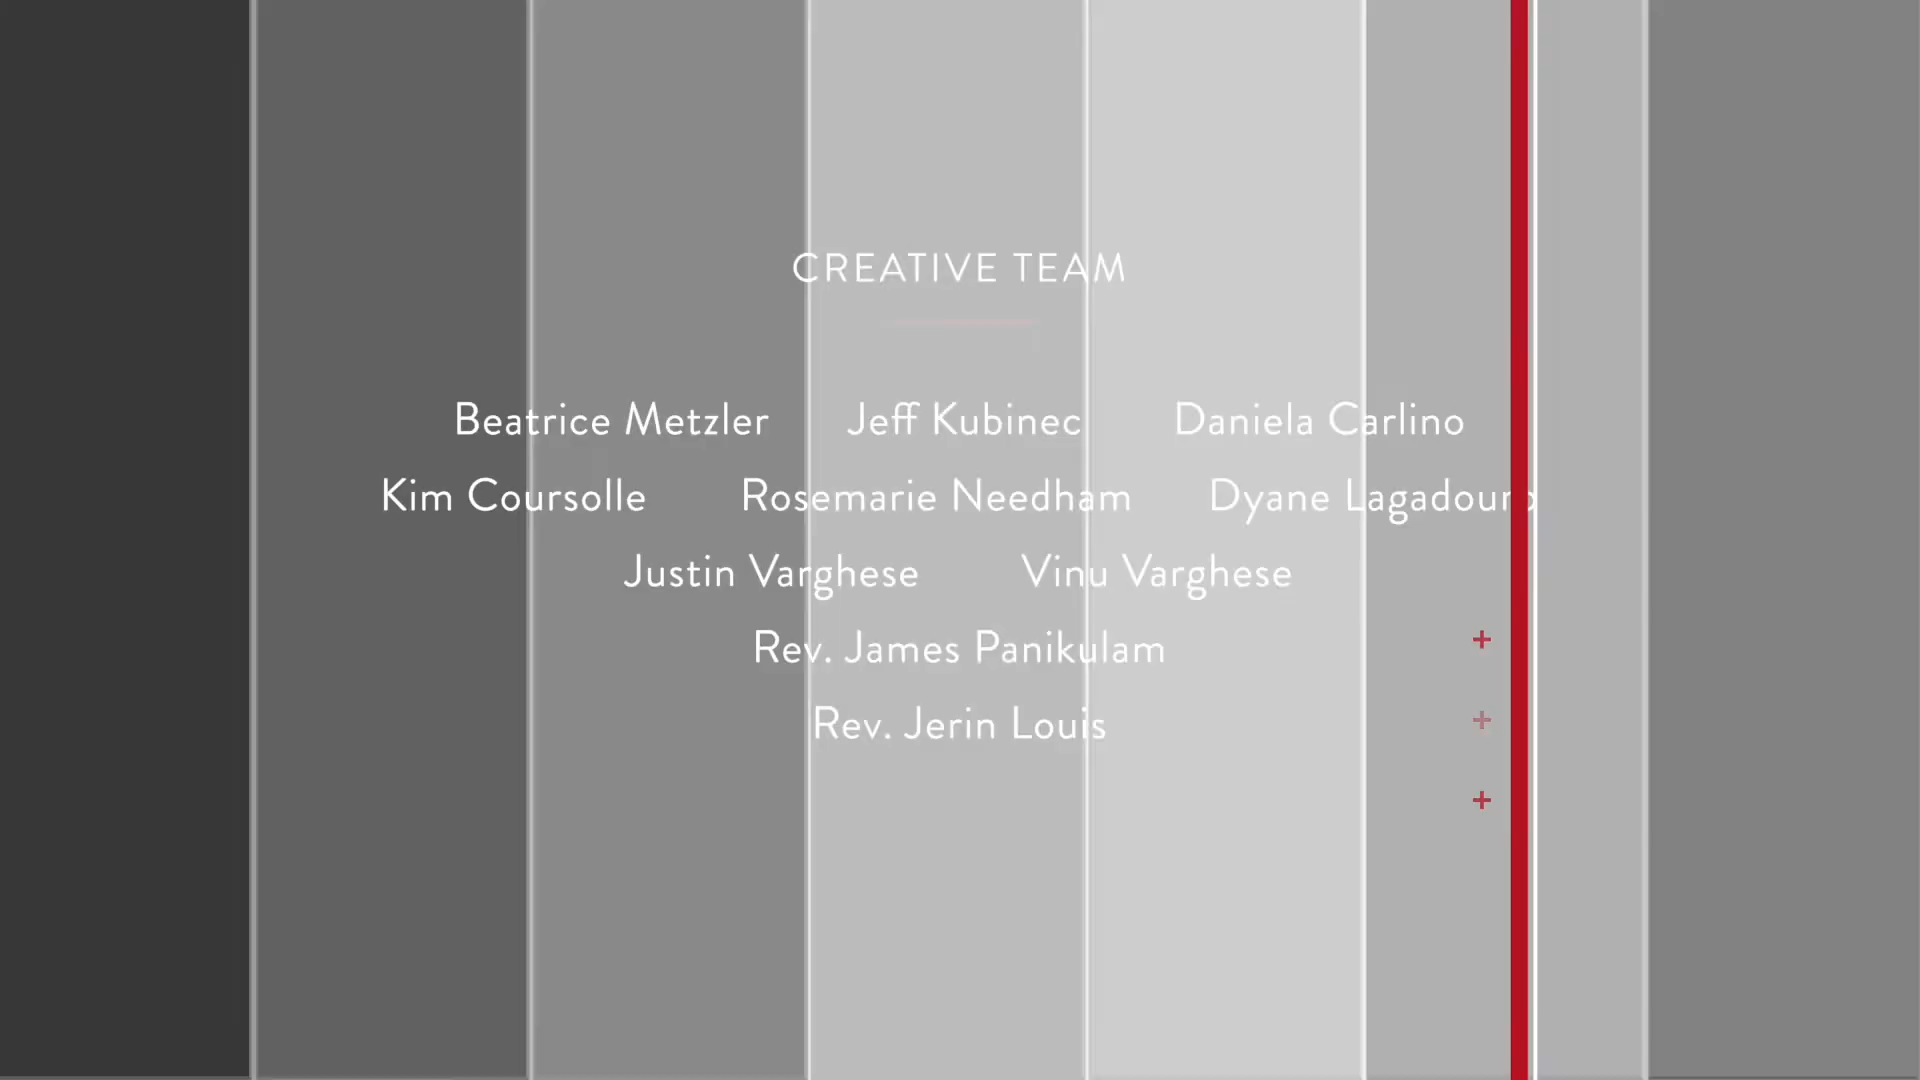 CREATIVE TEAM
Beatrice Metzler Jeff Kubinec Daniela Carlino
Kim Coursolle Rosemarie Needham Dyane
Justin Varghese Vinu Varghese
Rev. James Panikulam
Rev. Jerin Louis